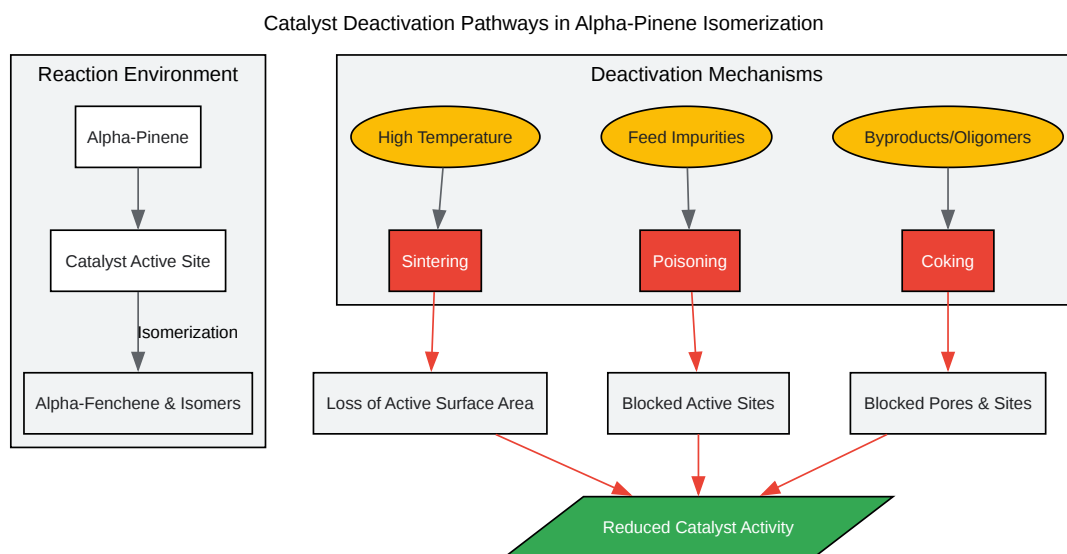 Catalyst Deactivation Pathways in Alpha-Pinene Isomerization
Reaction Environment
Alpha-Pinene
Catalyst Active Site
Isomerization
Alpha-Fenchene & Isomers
Deactivation Mechanisms
High Temperature
Feed Impurities
Byproducts/Oligomers
Sintering
Poisoning
Coking
Loss of Active Surface Area
Blocked Active Sites
Blocked Pores & Sites
Reduced Catalyst Activity